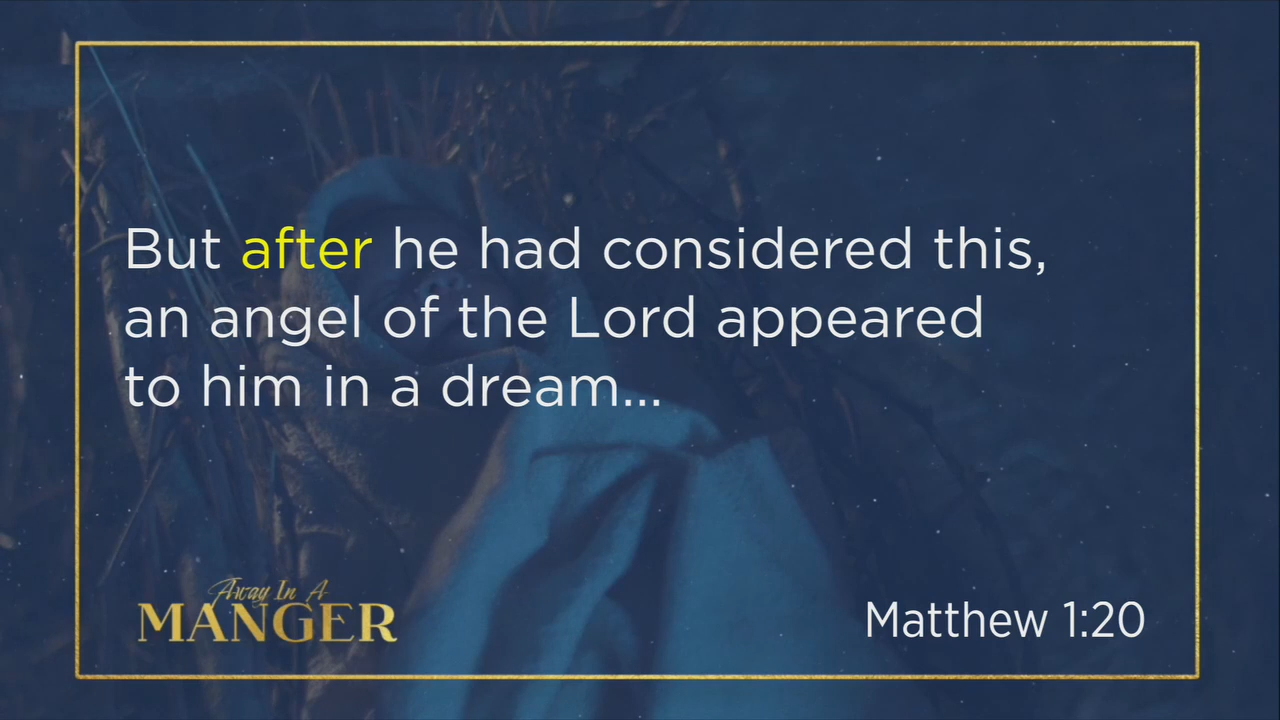 But after he had considered this,
an angel of the Lord appeared
to him in a dream...
Away In A
MANGER
Matthew 1:20